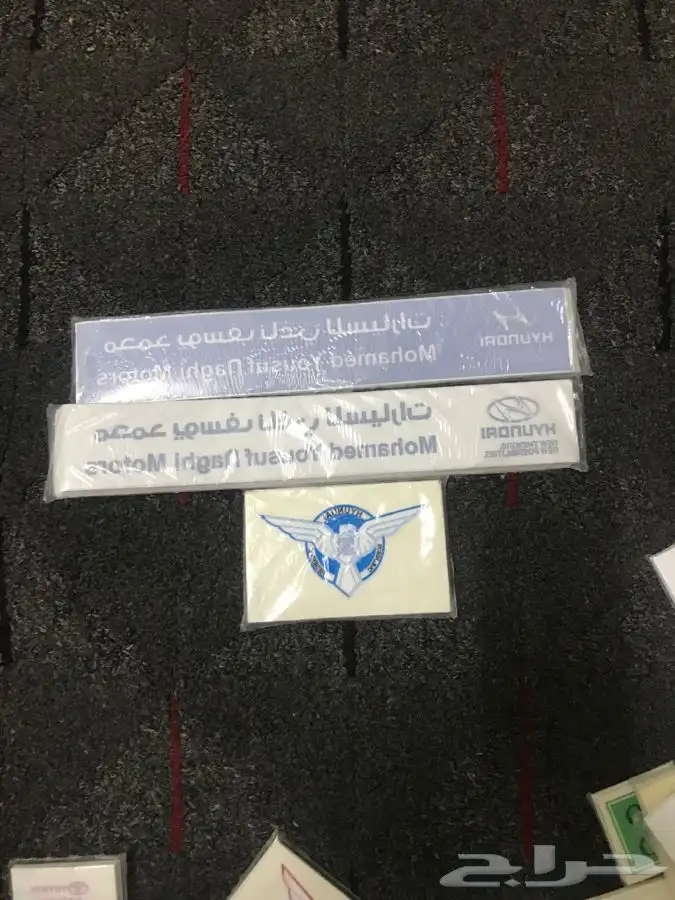 محمد يوسف ناغي للسيارات
Mohamed Yousuf Naghi Motors
HYUNDAI
محمد يوسف ناغي للسيارات
Mohamed Yousuf Naghi Motors
HYUNDAI
NEW THINKING.
NEW POSSIBILITIES.
HYUNDAI
حراج